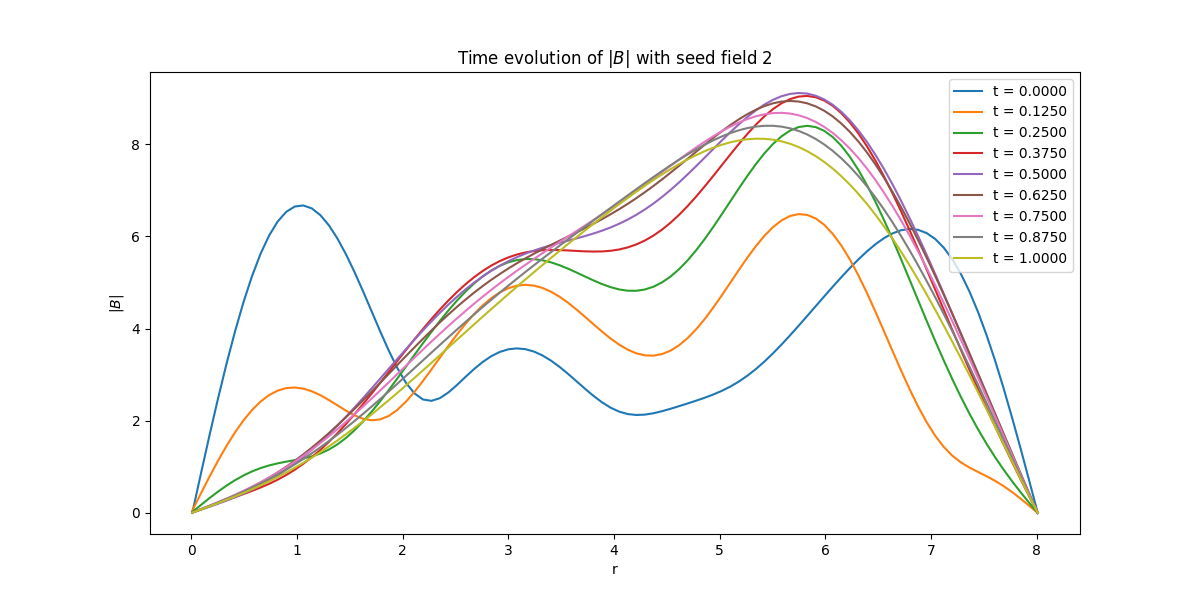 Time evolution of |B| with seed field 2
|B|
8
6
4
2
0
0 1 2 3 4 5 6 7 8
r
t = 0.0000
t = 0.1250
t = 0.2500
t = 0.3750
t = 0.5000
t = 0.6250
t = 0.7500
t = 0.8750
t = 1.0000